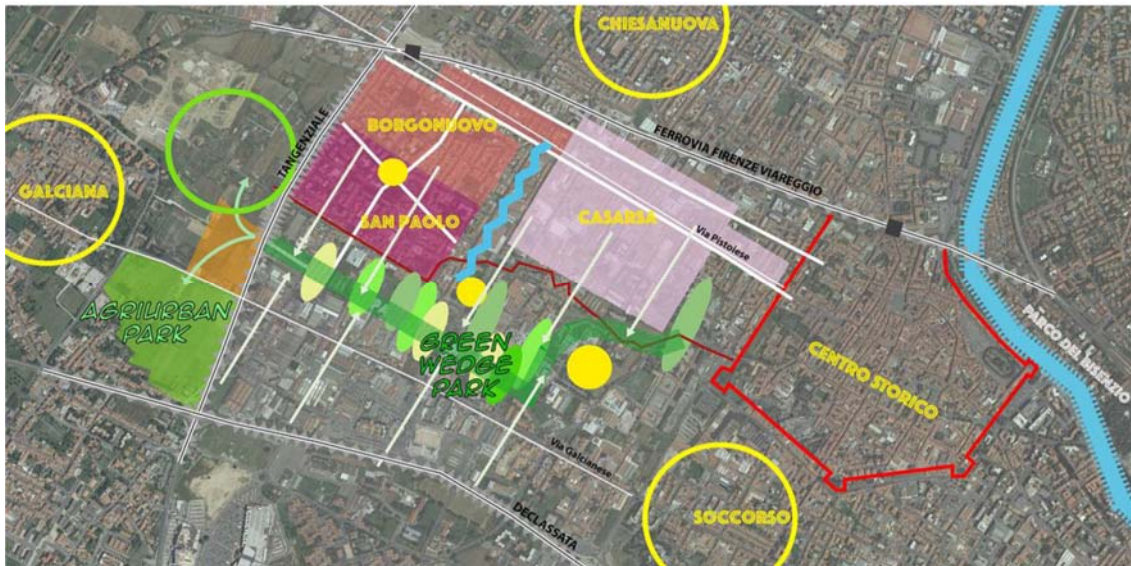 CHIESANUOVA
BORGONUOVO
TANGENZIALE
FERROVIA FIRENZE VIAREGGIO
GALCIANA
SAN PAOLO
CASARSA
Via Pistoiese
AGRIURBAN
PARK
GREEN
WEDGE
PARK
CENTRO STORICO
PARCO DEL BISENZIO
Via Galcianese
SOCCORSO
DECLASSATA